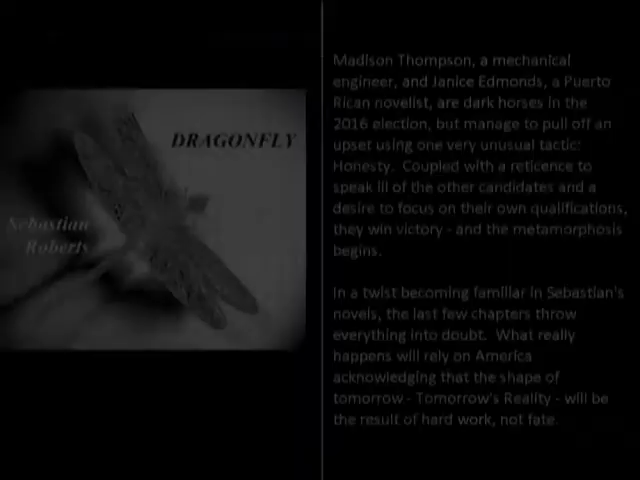 DRAGONFLY
Sebastian
Roberts
Madison Thompson, a mechanical
engineer, and Janice Edmonds, a Puerto
Rican novelist, are dark horses in the
2016 election, but manage to pull off an
upset using one very unusual tactic:
Honesty.  Coupled with a reticence to
speak ill of the other candidates and a
desire to focus on their own qualifications,
they win victory - and the metamorphosis
begins.
In a twist becoming familiar in Sebastian's
novels, the last few chapters throw
everything into doubt.  What really
happens will rely on America
acknowledging that the shape of
tomorrow - Tomorrow's Reality - will be
the result of hard work, not fate.